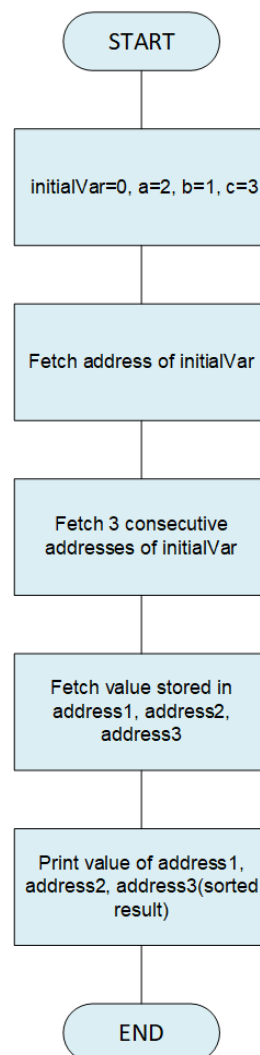 START
initialVar=0, a=2, b=1, c=3
Fetch address of initialVar
Fetch 3 consecutive
addresses of initialVar
Fetch value stored in
address1, address2,
address3
Print value of address1,
address2, address3(sorted
result)
END